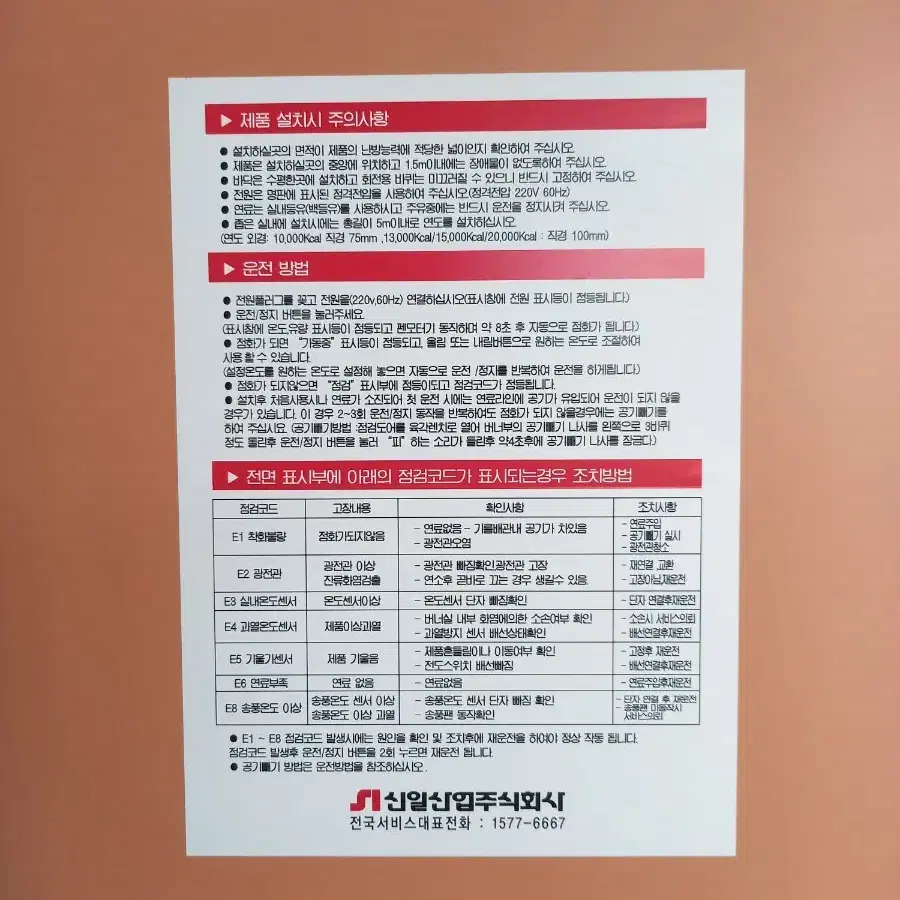 ▶ 제품 설치시 주의사항
● 설치하실곳의 면적이 제품의 난방능력에 적당한 넓이인지 확인하여 주십시오.
● 제품은 설치하실곳의 중앙에 위치하고 1.5m이내에는 장애물이 없도록하여 주십시오.
● 바닥은 수평한곳에 설치하고 회전용 바퀴는 미끄러질 수 있으니 반드시 고정하여 주십시오.
● 전원은 명판에 표시된 정격전압을 사용하여 주십시오.(정격전압 220V 60Hz)
● 연료는 실내등유(백등유)를 사용하시고 주유중에는 반드시 운전을 정지시켜 주십시오.
● 좁은 실내에 설치시에는 총길이 5m이내로 연도를 설치하십시오.
(연도 외경: 10,000Kcal 직경 75mm ,13,000Kcal/15,000Kcal/20,000Kcal : 직경 100mm)
▶ 운전 방법
● 전원플러그를 꽂고 전원을(220v,60Hz) 연결하십시오(표시창에 전원 표시등이 점등됩니다.)
● 운전/정지 버튼을 눌러주세요.
(표시창에 온도,유량 표시등이 점등되고 펜모터기 동작하며 약 8초 후 자동으로 점화가 됩니다.)
● 점화가 되면 “가동중” 표시등이 점등되고, 올림 또는 내림버튼으로 원하는 온도로 조절하여
사용 할 수 있습니다.
(설정온도를 원하는 온도로 설정해 놓으면 자동으로 운전 /정지를 반복하여 운전을 하게됩니다.)
● 점화가 되지않으면 “점검” 표시부에 점등이되고 점검코드가 점등됩니다.
● 설치후 처음사용시나 연료가 소진되어 첫 운전 시에는 연료라인에 공기가 유입되어 운전이 되지 않을
경우가 있습니다. 이 경우 2~3회 운전/정지 동작을 반복하여도 점화가 되지 않을경우에는 공기빼기를
하여 주십시요. (공기빼기방법 :점검도어를 육각렌치로 열어 버너부의 공기빼기 나사를 왼쪽으로 3바퀴
정도 돌린후 운전/정지 버튼을 눌러 “피” 하는 소리가 들린후 약4초후에 공기빼기 나사를 잠근다.)
▶ 전면 표시부에 아래의 점검코드가 표시되는경우 조치방법
점검코드 고장내용 확인사항 조치사항
E1 착화불량 점화가되지않음 - 연료없음 - 기름배관내 공기가 차있음 - 연료주입
- 광전관오염 - 공기빼기 실시
- 광전관청소
E2 광전관 광전관 이상 - 광전관 빠짐확인,광전관 고장 - 재연결 ,교환
잔류화염검출 - 연소후 곧바로 끄는 경우 생길수 있음. - 고장아님,재운전
E3 실내온도센서 온도센서이상 - 온도센서 단자 빠짐확인 - 단자 연결후재운전
E4 과열온도센서 제품이상과열 - 버너실 내부 화염에의한 소손여부 확인 - 소손시 서비스의뢰
- 과열방지 센서 배선상태확인 - 배선연결후재운전
E5 기울기센서 제품 기울음 - 제품흔들림이나 이동여부 확인 - 고정후 재운전
- 전도스위치 배선빠짐 - 배선연결후재운전
E6 연료부족 연료 없음 - 연료없음 - 연료주입후재운전
E8 송풍온도 이상 송풍온도 센서 이상 - 송풍온도 센서 단자 빠짐 확인 - 단자 연결 후 재운전
송풍온도 이상 과열 - 송풍팬 동작확인 - 송풍팬 미동작시
서비스의뢰
● E1 ~ E8 점검코드 발생시에는 원인을 확인 및 조치후에 재운전을 하여야 정상 작동 됩니다.
점검코드 발생후 운전/정지 버튼을 2회 누르면 재운전 됩니다.
● 공기빼기 방법은 운전방법을 참조하십시오.
SI 신일산업주식회사
전국서비스대표전화 : 1577-6667